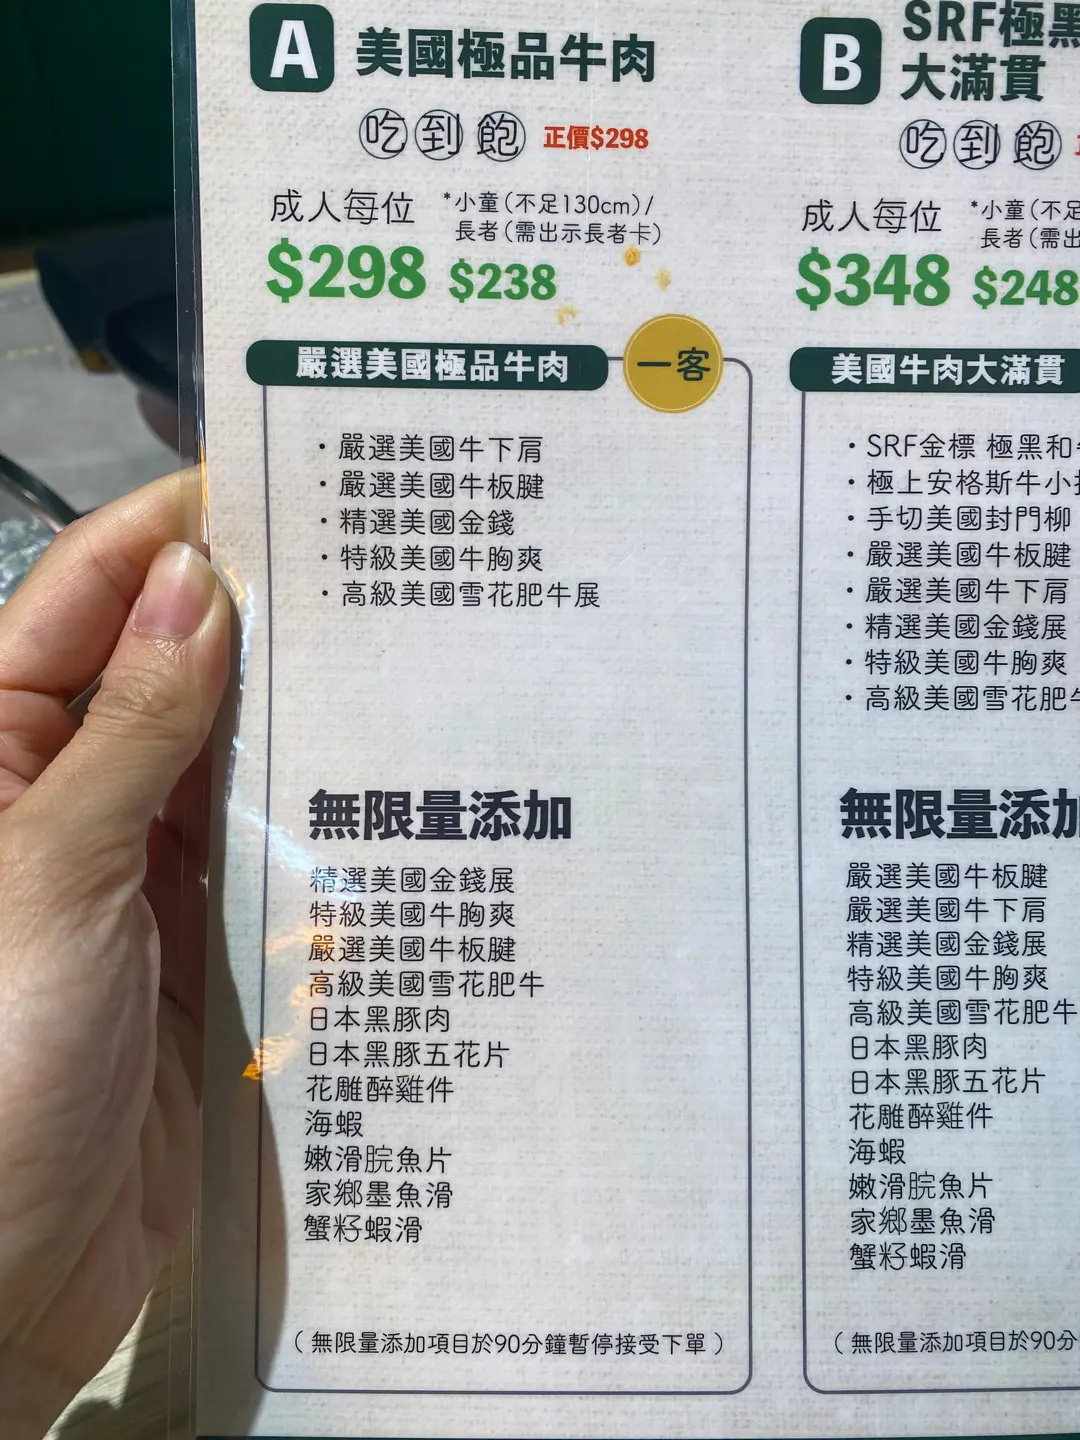 A 美國極品牛肉
吃到飽 正價$298
成人每位
*小童(不足130cm)/
長者(需出示長者卡)
$298 $238
嚴選美國極品牛肉
一客
・嚴選美國牛下肩
・嚴選美國牛板腱
・精選美國金錢
・特級美國牛胸爽
・高級美國雪花肥牛展
無限量添加
精選美國金錢展
特級美國牛胸爽
嚴選美國牛板腱
高級美國雪花肥牛
日本黑豚肉
日本黑豚五花片
花雕醉雞件
海蝦
嫩滑脘魚片
家鄉墨魚滑
蟹籽蝦滑
(無限量添加項目於90分鐘暫停接受下單)
B SRF極黑
大滿貫
吃到飽
成人每位
*小童(不足
長者(需出
$348 $248
美國牛肉大滿貫
・SRF金標 極黑和
・極上安格斯牛小
・手切美國封門柳
・嚴選美國牛板腱
・嚴選美國牛下肩
・精選美國金錢展
・特級美國牛胸爽
・高級美國雪花肥牛
無限量添加
嚴選美國牛板腱
嚴選美國牛下肩
精選美國金錢展
特級美國牛胸爽
高級美國雪花肥牛
日本黑豚肉
日本黑豚五花片
花雕醉雞件
海蝦
嫩滑脘魚片
家鄉墨魚滑
蟹籽蝦滑
(無限量添加項目於90分